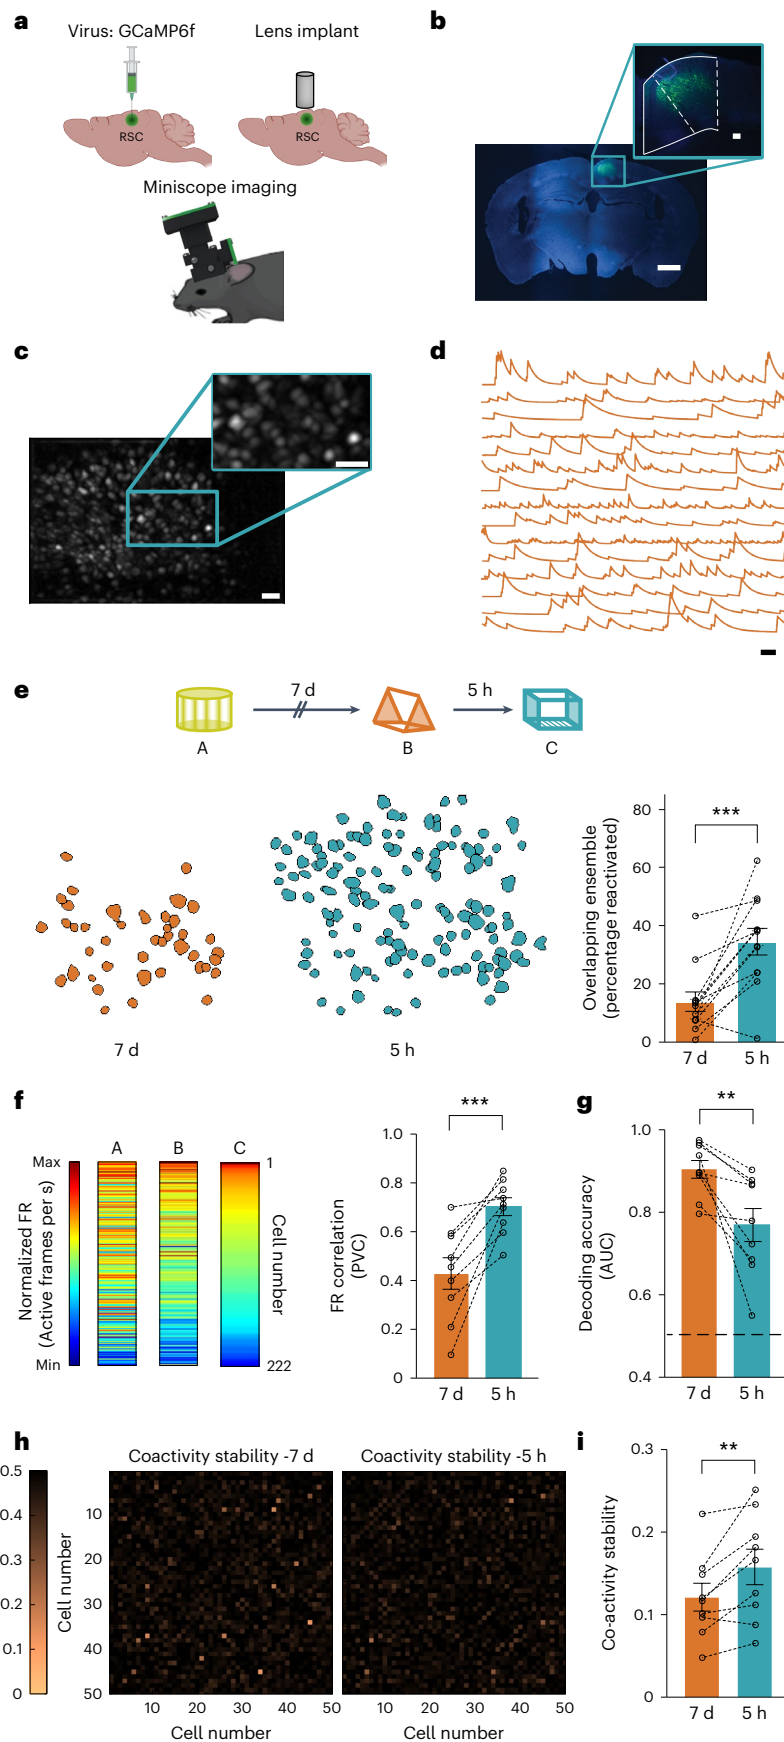 a
Virus: GCaMP6f
Lens implant
RSC
RSC
Miniscope imaging
b
c
d
e
7 d
5 h
A
B
C
7 d
5 h
Overlapping ensemble
(percentage reactivated)
80
60
40
20
0
***
7 d
5 h
f
A
B
C
Max
Min
Normalized FR
(Active frames per s)
1
222
Cell number
FR correlation
(PVC)
1.0
0.8
0.6
0.4
0.2
0
***
7 d
5 h
g
Decoding accuracy
(AUC)
1.0
0.8
0.6
0.4
**
7 d
5 h
h
Coactivity stability -7 d
Coactivity stability -5 h
0.5
0.4
0.3
0.2
0.1
0
Cell number
10
20
30
40
50
10 20 30 40 50
10 20 30 40 50
Cell number
Cell number
i
Co-activity stability
0.3
0.2
0.1
0
**
7 d
5 h